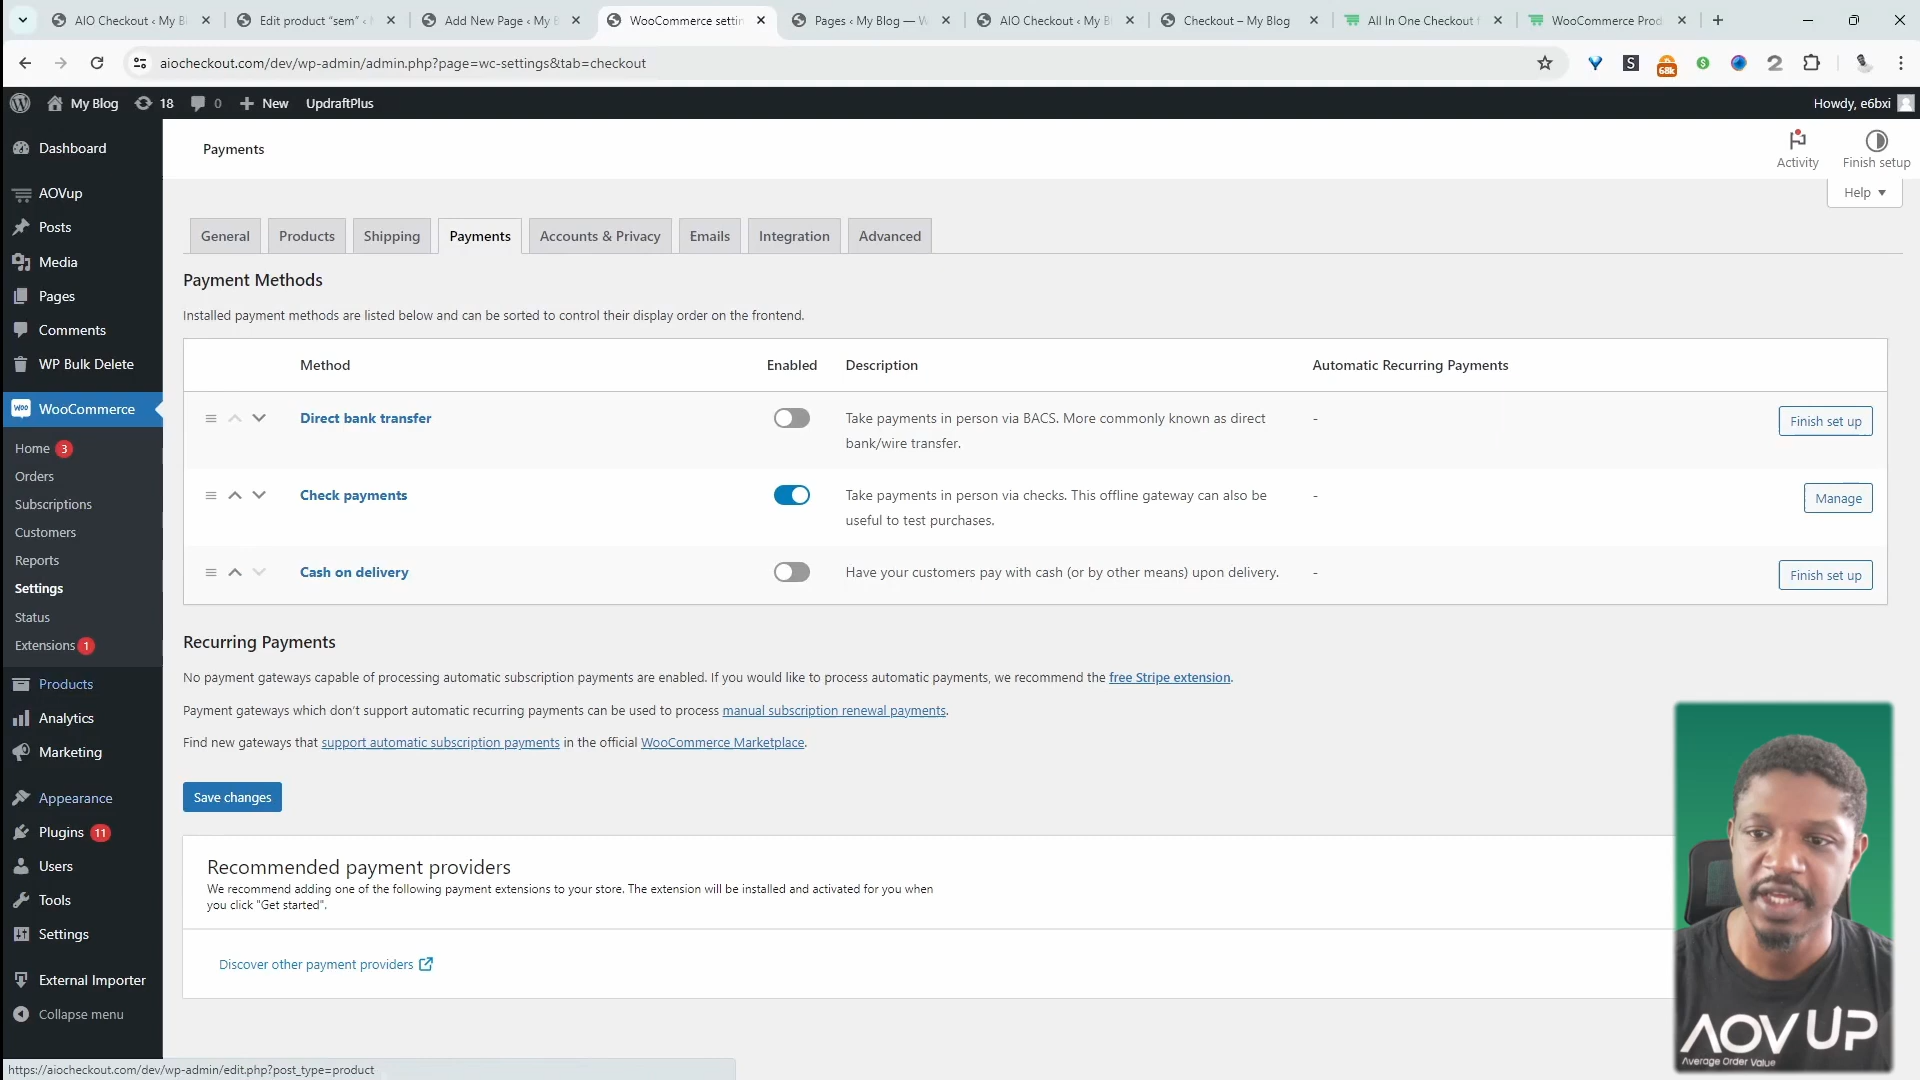 AIO Checkout ‹ My B
Edit product “sem” ‹
Add New Page ‹ My B
WooCommerce settin
Pages ‹ My Blog — W
AIO Checkout ‹ My B
Checkout – My Blog
All In One Checkout f
WooCommerce Prod
aiocheckout.com/dev/wp-admin/admin.php?page=wc-settings&tab=checkout
S
68k
2
My Blog
18
0
New
UpdraftPlus
Howdy, e6bxi
Dashboard
AOVup
Posts
Media
Pages
Comments
WP Bulk Delete
WooCommerce
Home 3
Orders
Subscriptions
Customers
Reports
Settings
Status
Extensions 1
Products
Analytics
Marketing
Appearance
Plugins 11
Users
Tools
Settings
External Importer
Collapse menu
Payments
Activity
Finish setup
Help
General
Products
Shipping
Payments
Accounts & Privacy
Emails
Integration
Advanced
Payment Methods
Installed payment methods are listed below and can be sorted to control their display order on the frontend.
Method
Enabled
Description
Automatic Recurring Payments
Direct bank transfer
Take payments in person via BACS. More commonly known as direct
bank/wire transfer.
-
Finish set up
Check payments
Take payments in person via checks. This offline gateway can also be
useful to test purchases.
-
Manage
Cash on delivery
Have your customers pay with cash (or by other means) upon delivery.
-
Finish set up
Recurring Payments
No payment gateways capable of processing automatic subscription payments are enabled. If you would like to process automatic payments, we recommend the free Stripe extension.
Payment gateways which don’t support automatic recurring payments can be used to process manual subscription renewal payments.
Find new gateways that support automatic subscription payments in the official WooCommerce Marketplace.
Save changes
Recommended payment providers
We recommend adding one of the following payment extensions to your store. The extension will be installed and activated for you when
you click "Get started".
Discover other payment providers
AOV UP
Average Order Value
https://aiocheckout.com/dev/wp-admin/edit.php?post_type=product